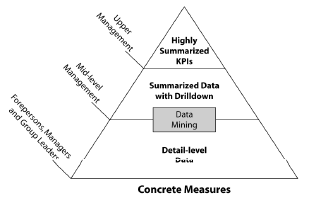 Upper
Management
Highly
Summarized
KPIs
Mid-level
Management
Summarized Data
with Drilldown
Data
Mining
Forepersons, Managers
and Group Leaders
Detail-level
Data
Concrete Measures